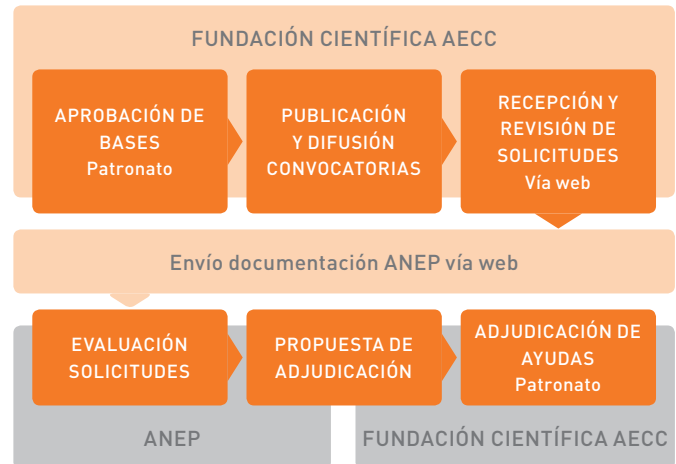 FUNDACIÓN CIENTÍFICA AECC
APROBACIÓN DE
BASES
Patronato
PUBLICACIÓN
Y DIFUSIÓN
CONVOCATORIAS
RECEPCIÓN Y
REVISIÓN DE
SOLICITUDES
Vía web
Envío documentación ANEP vía web
EVALUACIÓN
SOLICITUDES
PROPUESTA DE
ADJUDICACIÓN
ADJUDICACIÓN DE
AYUDAS
Patronato
ANEP
FUNDACIÓN CIENTÍFICA AECC